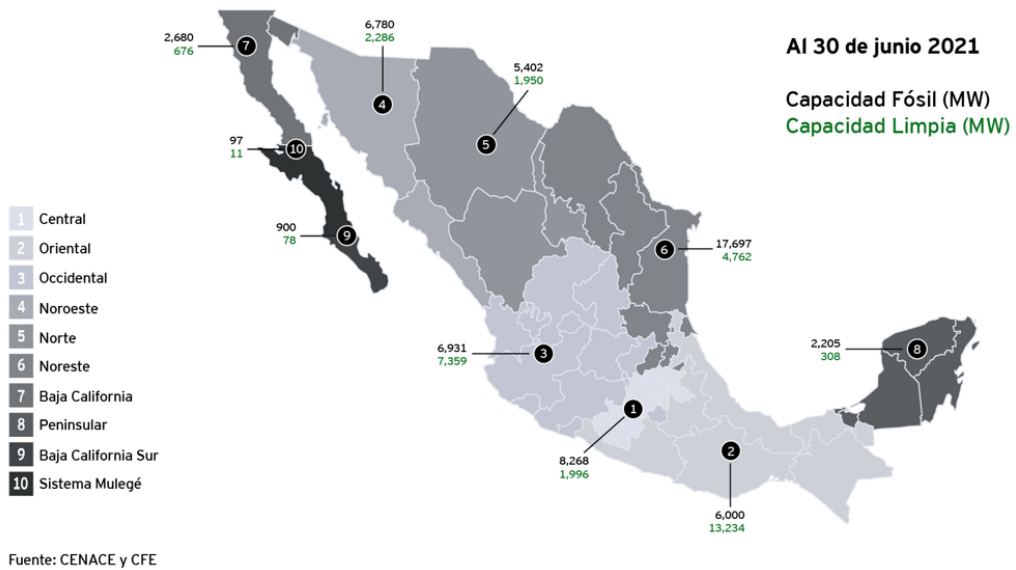 Al 30 de junio 2021
Capacidad Fósil (MW)
Capacidad Limpia (MW)
2,680
676
7
6,780
2,286
4
5,402
1,950
5
97
11
10
900
78
9
17,697
4,762
6
6,931
7,359
3
2,205
308
8
1
8,268
1,996
2
6,000
13,234
1 Central
2 Oriental
3 Occidental
4 Noroeste
5 Norte
6 Noreste
7 Baja California
8 Peninsular
9 Baja California Sur
10 Sistema Mulegé
Fuente: CENACE y CFE